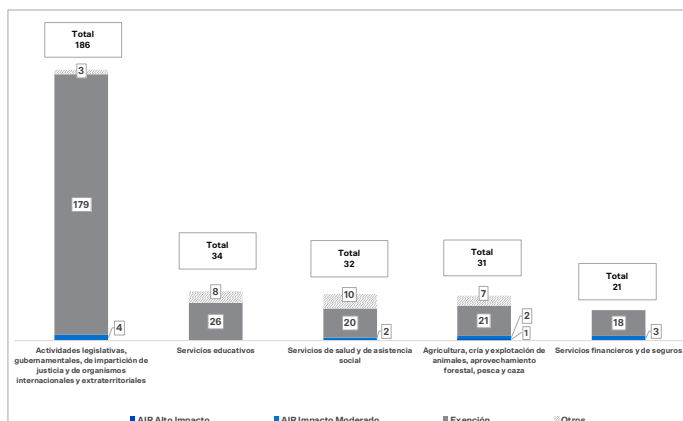 Total
186
3
179
4
Total
34
8
26
Total
32
10
20
2
Total
31
7
21
2
1
Total
21
18
3
Actividades legislativas,
gubernamentales, de impartición de
justicia y de organismos
internacionales y extraterritoriales
Servicios educativos
Servicios de salud y de asistencia
social
Agricultura, cría y explotación de
animales, aprovechamiento
forestal, pesca y caza
Servicios financieros y de seguros
AIR Alto Impacto
AIR Impacto Moderado
Exención
Otros